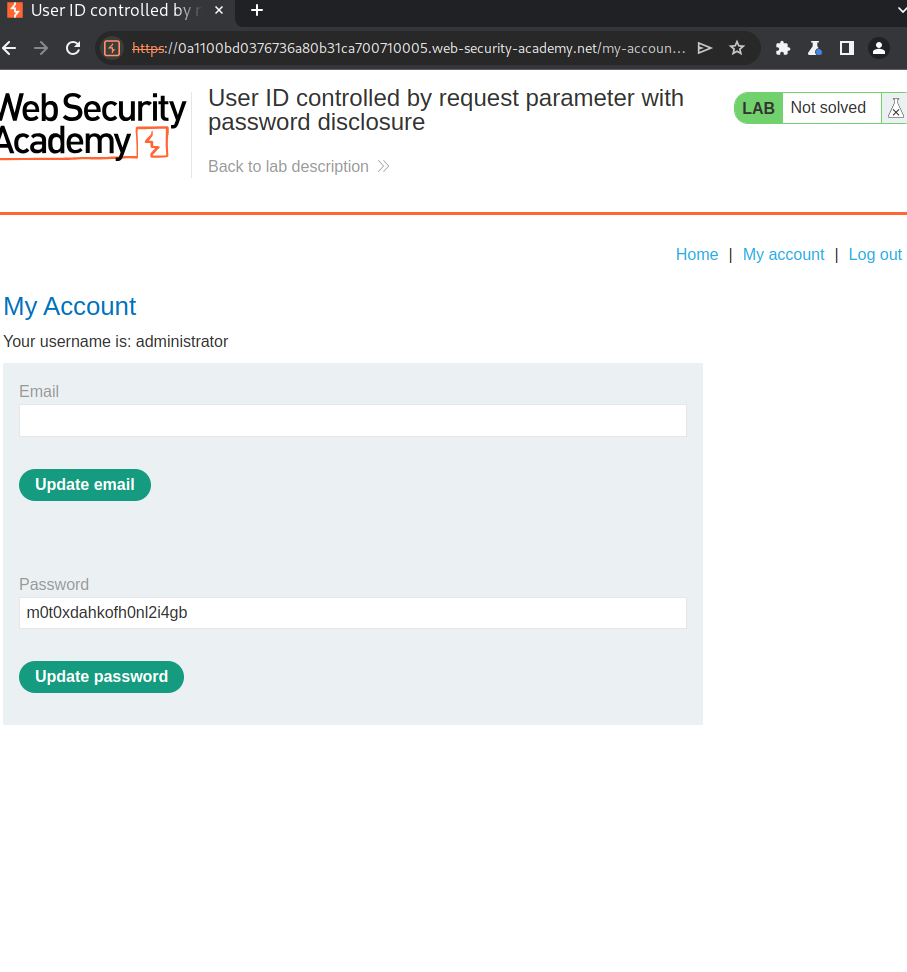 User ID controlled by r
https://0a1100bd0376736a80b31ca700710005.web-security-academy.net/my-accoun...
Web Security
Academy
User ID controlled by request parameter with
password disclosure
LAB Not solved
Back to lab description
Home | My account | Log out
My Account
Your username is: administrator
Email
Update email
Password
m0t0xdahkofh0nl2i4gb
Update password